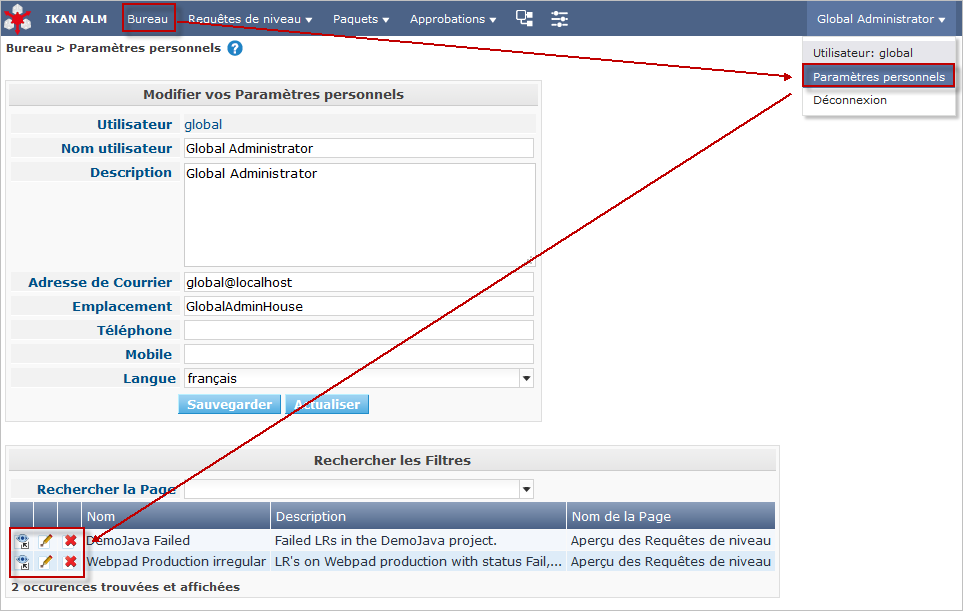 IKAN ALM Bureau Requêtes de niveau Paquets Approbations Global Administrator
Bureau > Paramètres personnels ?
Utilisateur: global
Paramètres personnels
Déconnexion
Modifier vos Paramètres personnels
Utilisateur global
Nom utilisateur Global Administrator
Description Global Administrator
Adresse de Courrier global@localhost
Emplacement GlobalAdminHouse
Téléphone
Mobile
Langue français
Sauvegarder Actualiser
Rechercher les Filtres
Rechercher la Page
Nom Description Nom de la Page
DemoJava Failed Failed LRs in the DemoJava project. Aperçu des Requêtes de niveau
Webpad Production irregular LR's on Webpad production with status Fail,... Aperçu des Requêtes de niveau
2 occurences trouvées et affichées